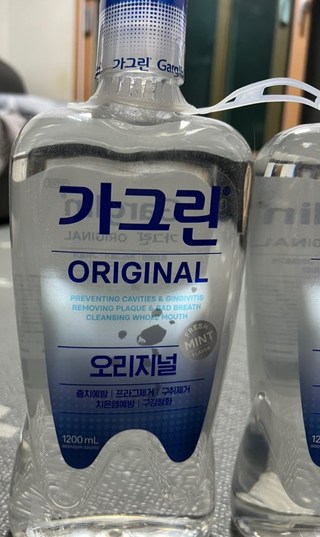 가그린® Gargl
가그린®
ORIGINAL
PREVENTING CAVITIES & GINGIVITIS
REMOVING PLAQUE & BAD BREATH
CLEANSING WHOLE MOUTH
FRESH
MINT
오리지널
충치예방 | 프라그제거 | 구취제거
치은염예방 | 구강정화
1200 mL